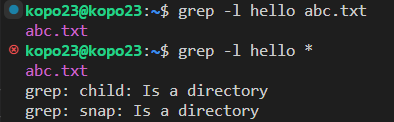 kopo23@kopo23:~$ grep -l hello abc.txt
abc.txt
kopo23@kopo23:~$ grep -l hello *
abc.txt
grep: child: Is a directory
grep: snap: Is a directory